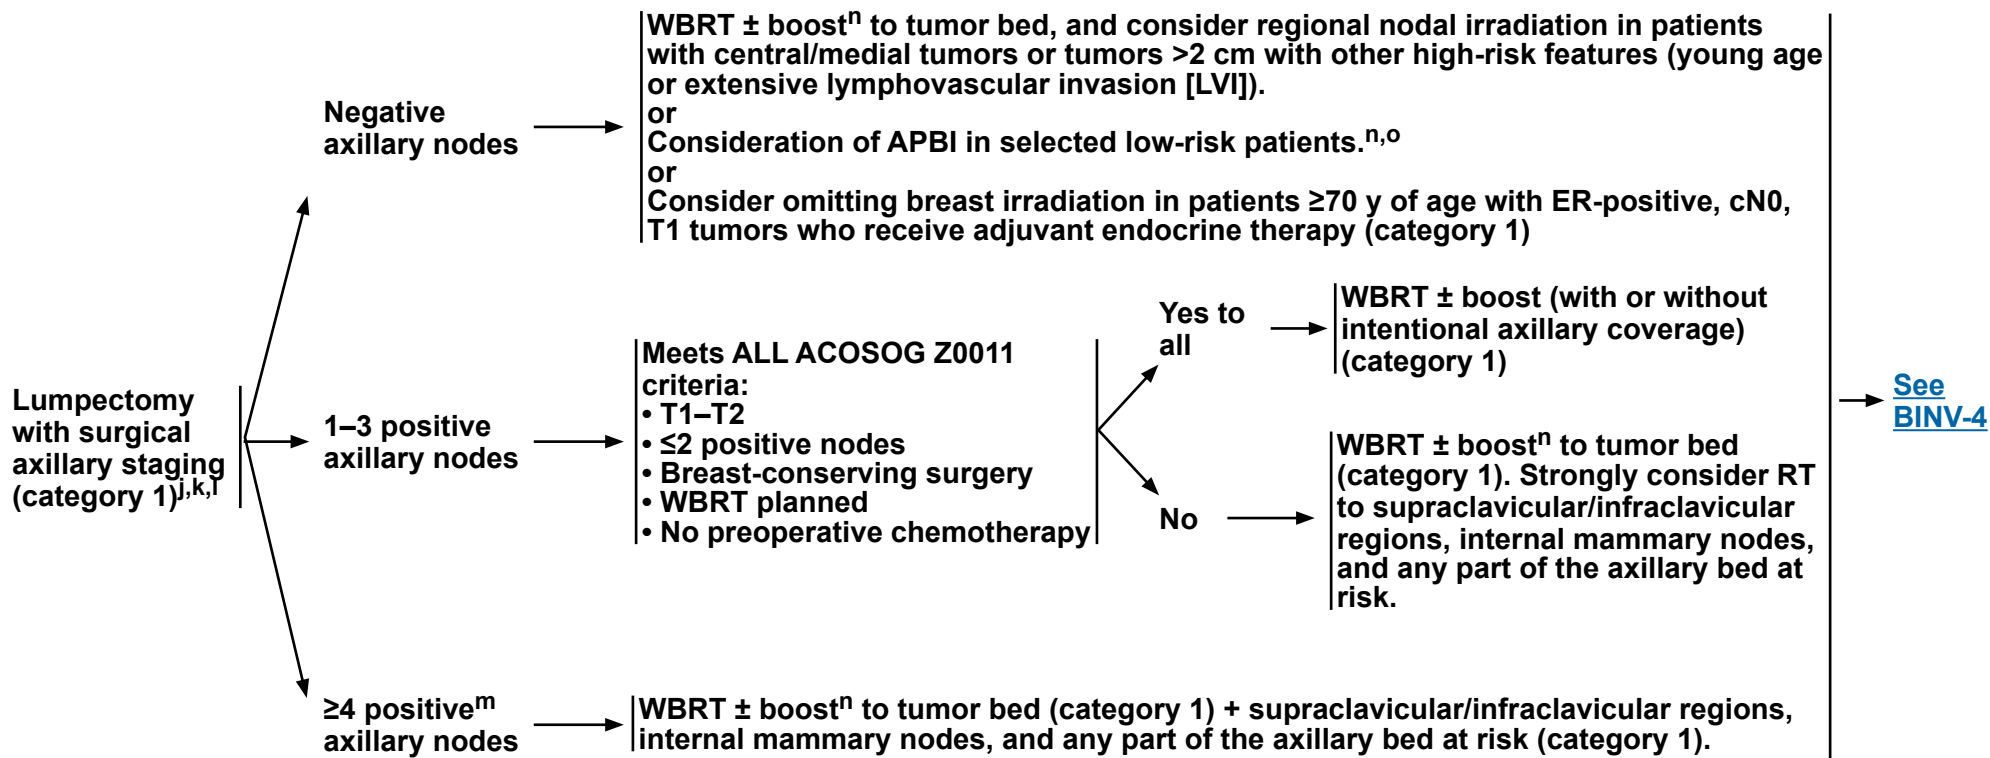 Lumpectomy
with surgical
axillary staging
(category 1)j,k,l
Negative
axillary nodes
WBRT ± boostn to tumor bed, and consider regional nodal irradiation in patients
with central/medial tumors or tumors >2 cm with other high-risk features (young age
or extensive lymphovascular invasion [LVI]).
or
Consideration of APBI in selected low-risk patients.n,o
or
Consider omitting breast irradiation in patients ≥70 y of age with ER-positive, cN0,
T1 tumors who receive adjuvant endocrine therapy (category 1)
1–3 positive
axillary nodes
Meets ALL ACOSOG Z0011
criteria:
• T1–T2
• ≤2 positive nodes
• Breast-conserving surgery
• WBRT planned
• No preoperative chemotherapy
Yes to
all
WBRT ± boost (with or without
intentional axillary coverage)
(category 1)
No
WBRT ± boostn to tumor bed
(category 1). Strongly consider RT
to supraclavicular/infraclavicular
regions, internal mammary nodes,
and any part of the axillary bed at
risk.
≥4 positivem
axillary nodes
WBRT ± boostn to tumor bed (category 1) + supraclavicular/infraclavicular regions,
internal mammary nodes, and any part of the axillary bed at risk (category 1).
See
BINV-4